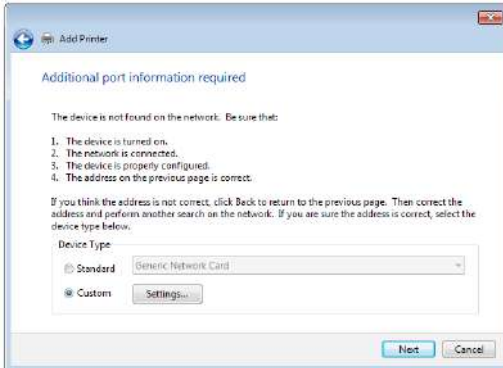 Add Printer
Additional port information required
The device is not found on the network. Be sure that:
1. The device is turned on.
2. The network is connected.
3. The device is properly configured.
4. The address on the previous page is correct.
If you think the address is not correct, click Back to return to the previous page. Then correct the
address and perform another search on the network. If you are sure the address is correct, select the
device type below.
Device Type
Standard Generic Network Card
Custom Settings...
Next Cancel